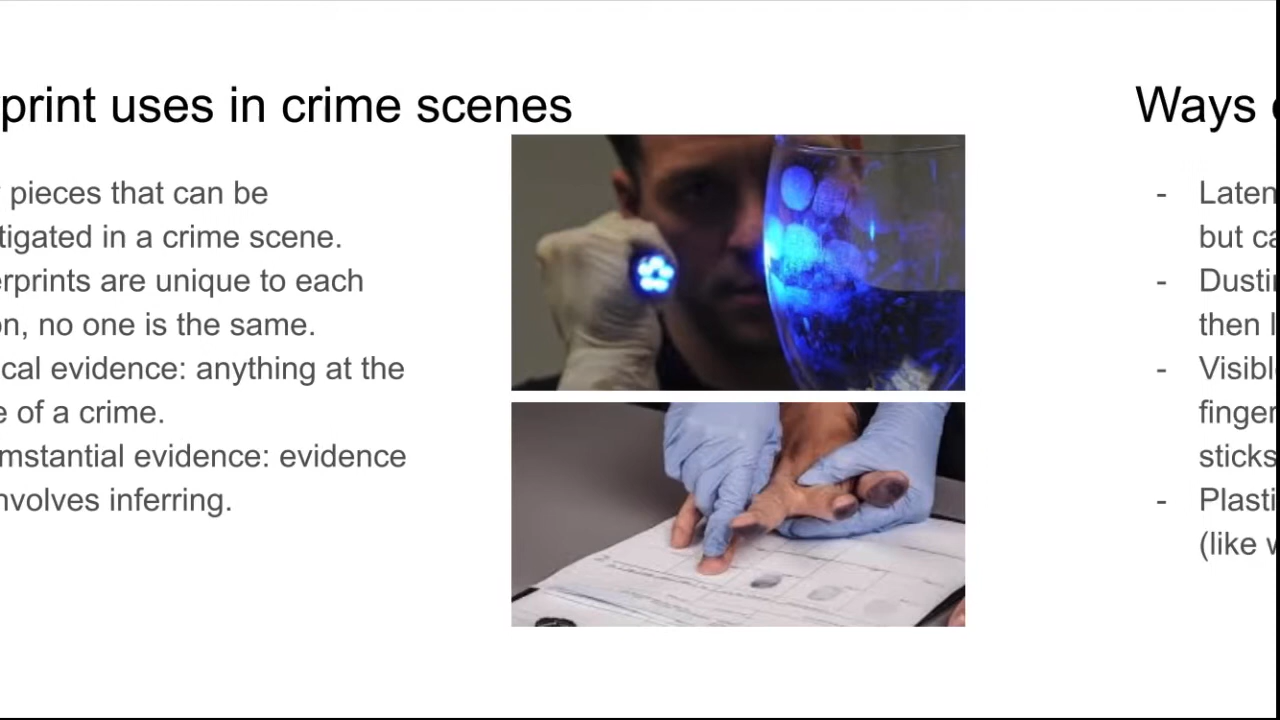 print uses in crime scenes
pieces that can be
tigated in a crime scene.
erprints are unique to each
on, no one is the same.
cal evidence: anything at the
e of a crime.
mstantial evidence: evidence
nvolves inferring.
Ways
- Laten
but ca
- Dusti
then
- Visibl
finger
sticks
- Plasti
(like